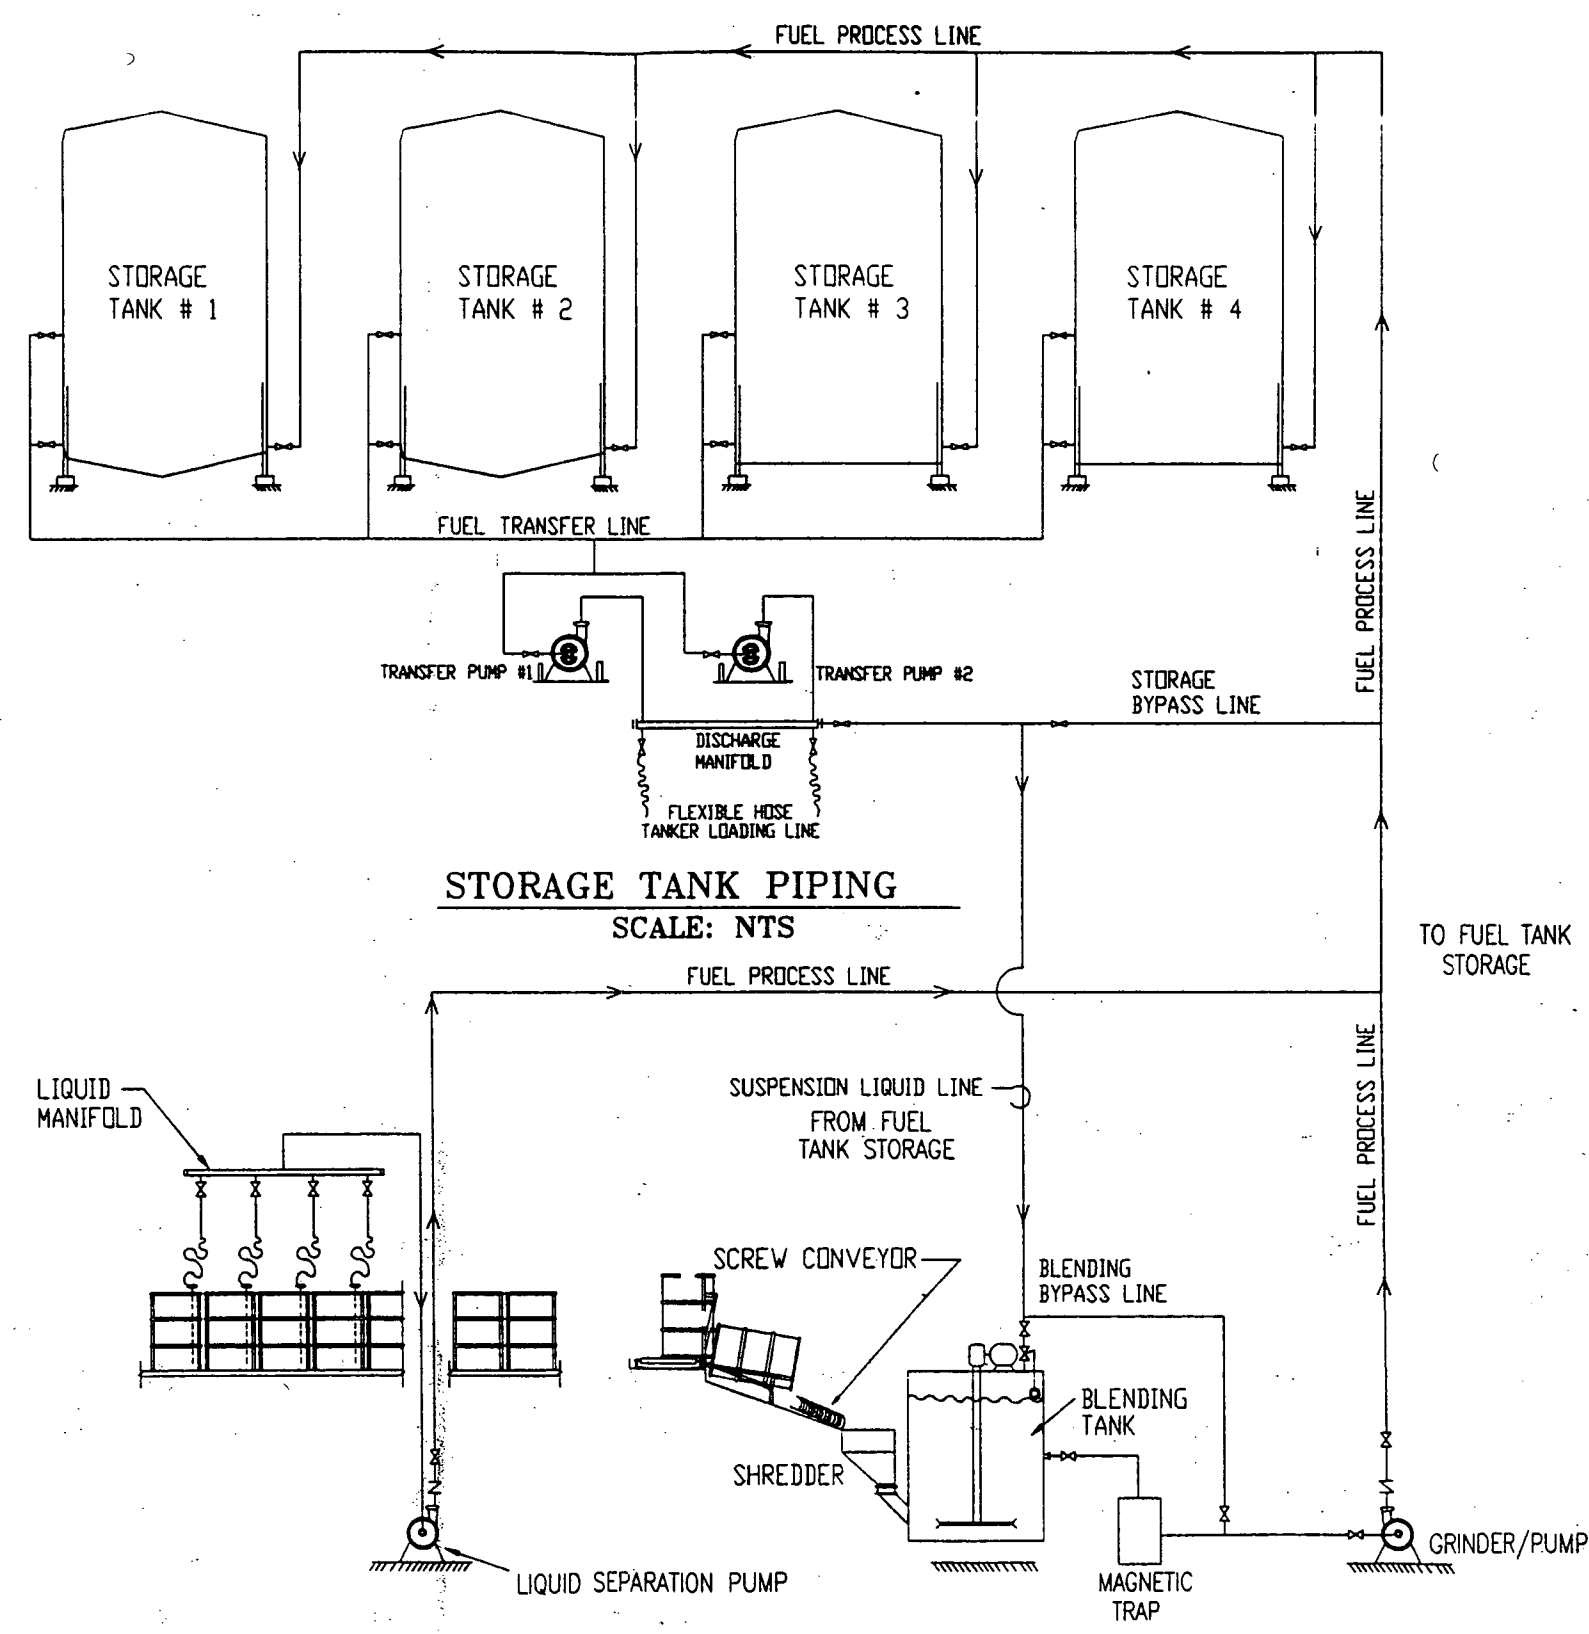 FUEL PROCESS LINE
STORAGE
TANK # 1
STORAGE
TANK # 2
STORAGE
TANK # 3
STORAGE
TANK # 4
FUEL TRANSFER LINE
FUEL PROCESS LINE
TRANSFER PUMP #1
TRANSFER PUMP #2
STORAGE
BYPASS LINE
DISCHARGE
MANIFOLD
FLEXIBLE HOSE
TANKER LOADING LINE
STORAGE TANK PIPING
SCALE: NTS
TO FUEL TANK
STORAGE
FUEL PROCESS LINE
FUEL PROCESS LINE
LIQUID
MANIFOLD
SUSPENSION LIQUID LINE
FROM FUEL
TANK STORAGE
SCREW CONVEYOR
BLENDING
BYPASS LINE
BLENDING
TANK
SHREDDER
GRINDER/PUMP
LIQUID SEPARATION PUMP
MAGNETIC
TRAP